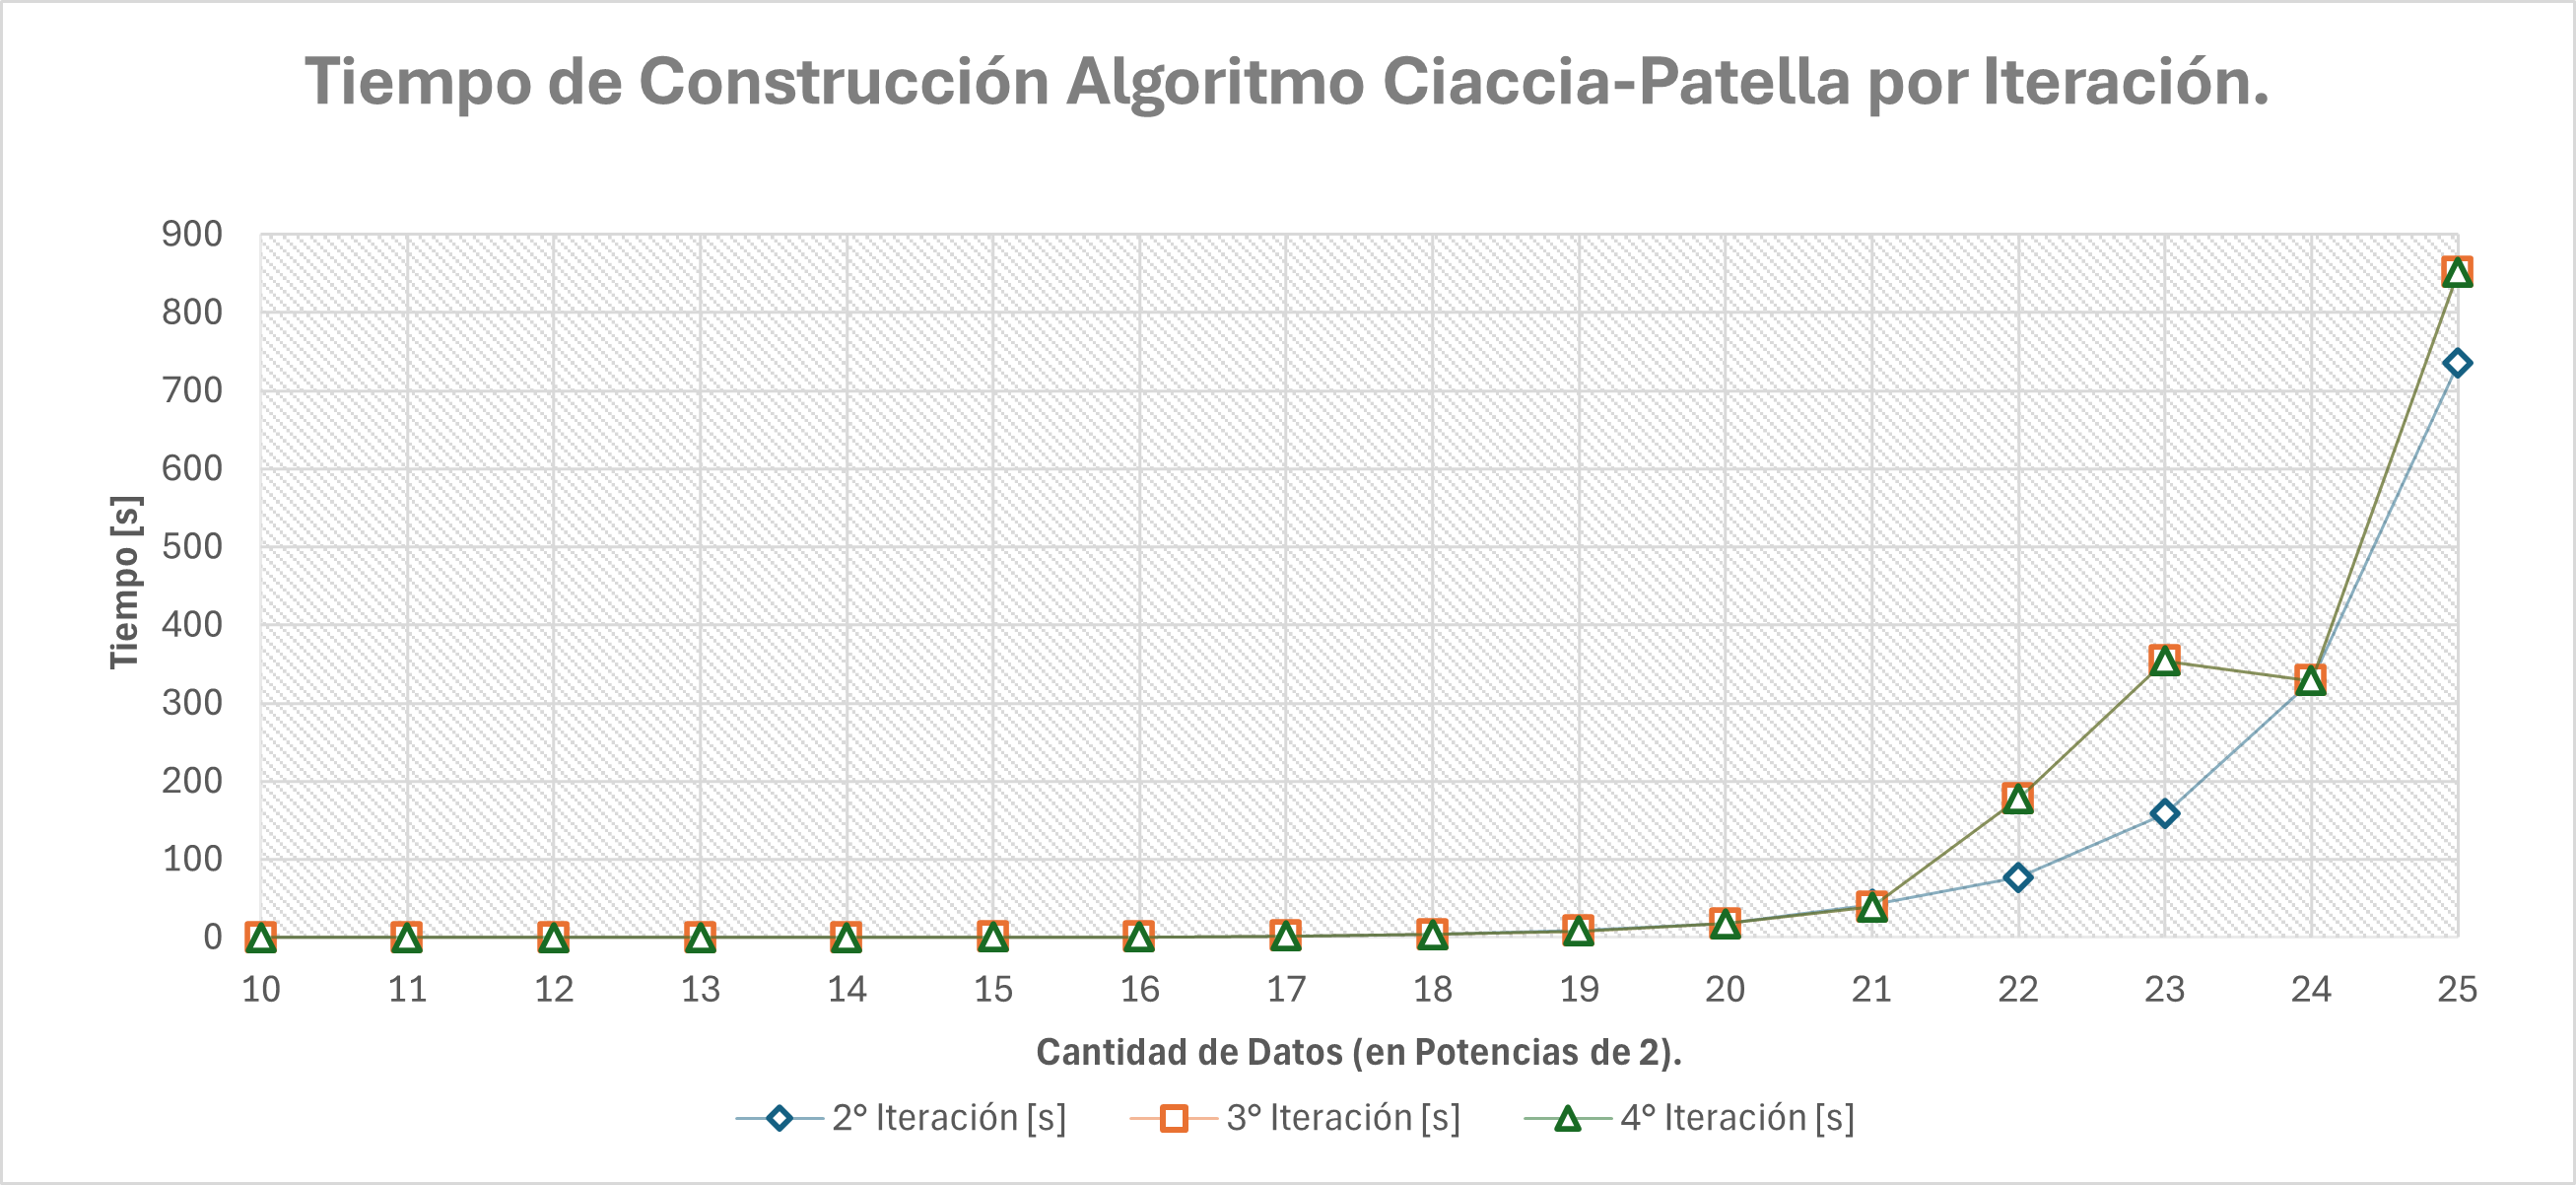 Tiempo de Construcción Algoritmo Ciaccia-Patella por Iteración.
900
800
700
600
500
400
300
200
100
0
Tiempo [s]
10 11 12 13 14 15 16 17 18 19 20 21 22 23 24 25
Cantidad de Datos (en Potencias de 2).
2° Iteración [s] 3° Iteración [s] 4° Iteración [s]